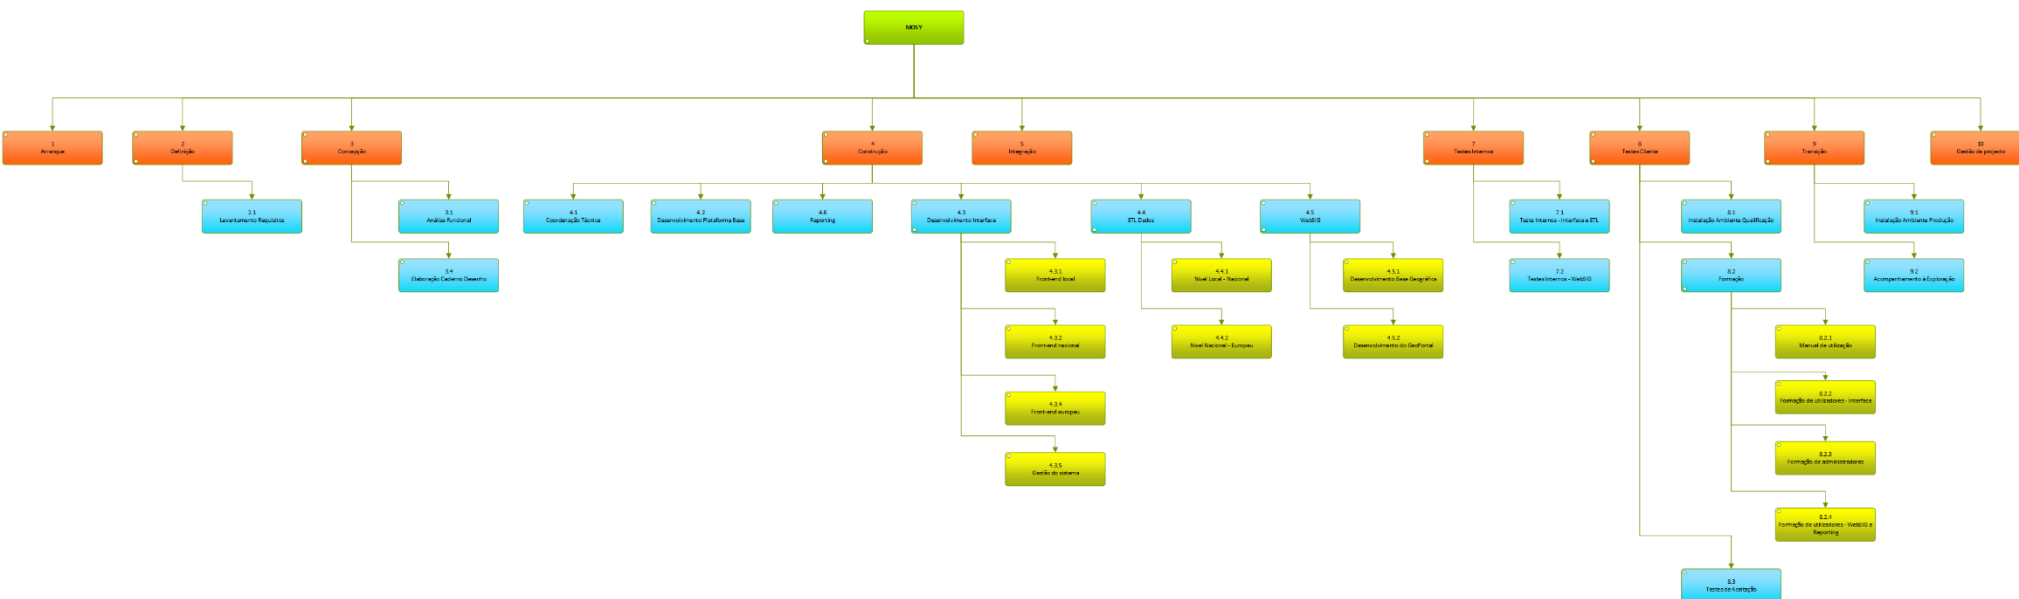 MOSY
1
Arranque
2
Definição
3
Concepção
4
Construção
5
Integração
7
Testes Internos
8
Testes Cliente
9
Transição
10
Gestão de projecto
2.1
Levantamento Requisitos
3.1
Análise Funcional
4.1
Coordenação Técnica
4.2
Desenvolvimento Plataforma Base
4.6
Reporting
4.3
Desenvolvimento Interface
4.4
ETL Dados
4.5
WebSIG
7.1
Teste Internos - Interface e ETL
8.1
Instalação Ambiente Qualificação
9.1
Instalação Ambiente Produção
3.4
Elaboração Caderno Desenho
4.3.1
Front-end local
4.4.1
Nível Local - Nacional
4.5.1
Desenvolvimento Base Geográfica
7.2
Testes Internos - WebSIG
8.2
Formação
9.2
Acompanhamento à Exploração
4.3.2
Front-end nacional
4.4.2
Nível Nacional - Europeu
4.5.2
Desenvolvimento do GeoPortal
8.2.1
Manual de utilização
4.3.4
Front-end europeu
8.2.2
Formação de utilizadores - Interface
4.3.5
Gestão do sistema
8.2.3
Formação de administradores
8.2.4
Formação de utilizadores - WebSIG e
Reporting
8.3
Testes de Aceitação